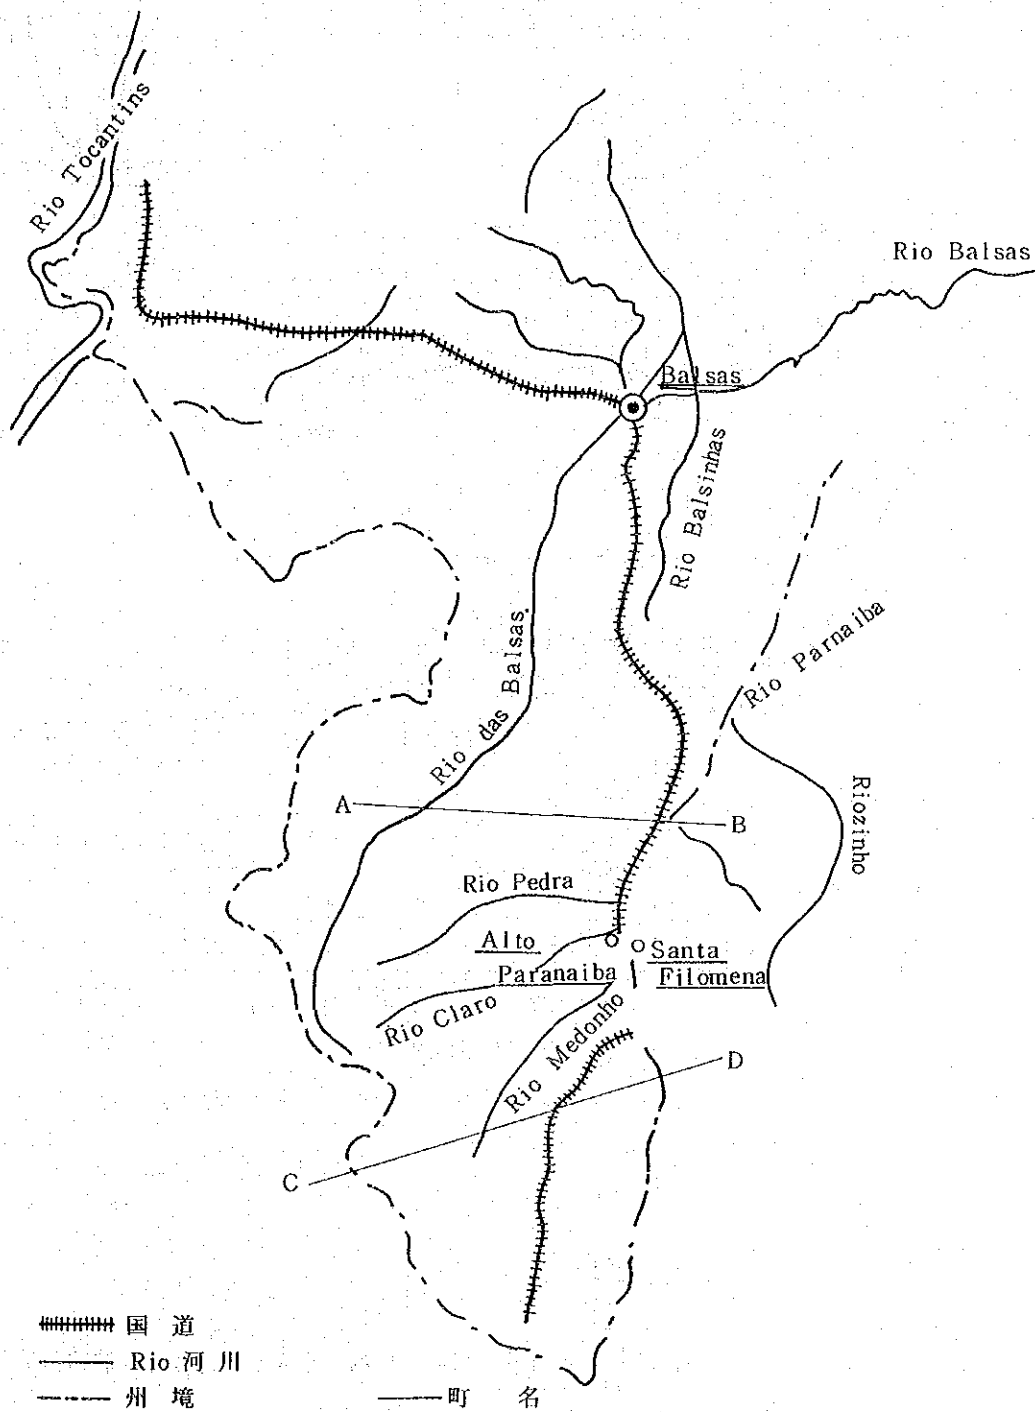 Rio Tocantins
Rio Balsas
Balsas
Rio Balsinhas
Rio Parnaiba
Rio das Balsas
Riozinho
A
B
Rio Pedra
Alto
Paranaiba
Santa
Filomena
Rio Claro
Rio Medonho
D
C
国道
Rio 河川
州境
町名